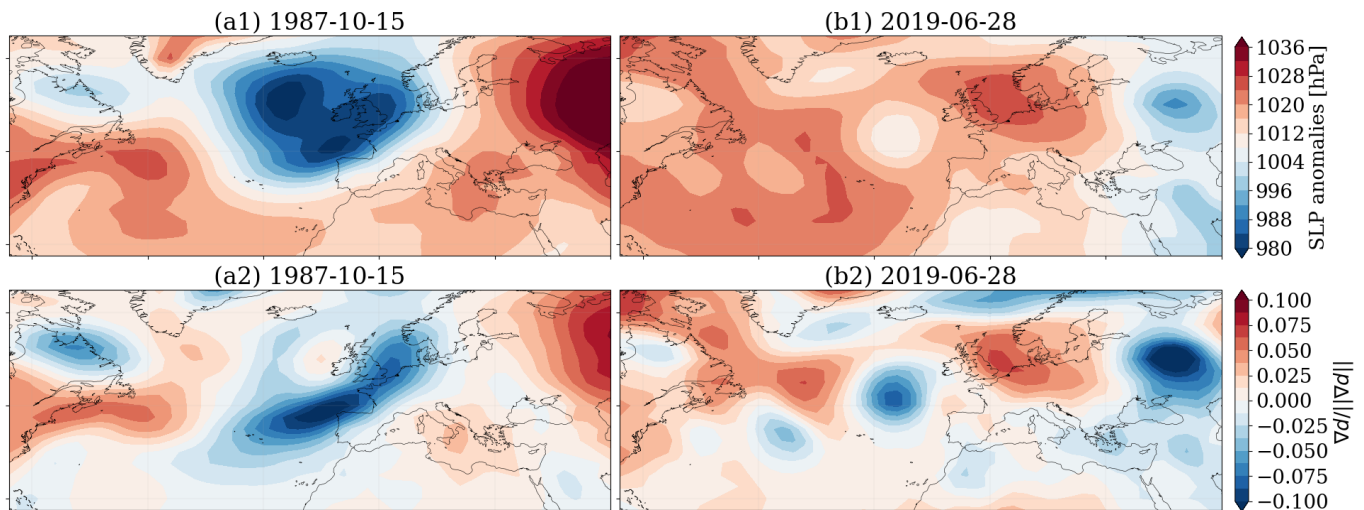 (a1) 1987-10-15
(b1) 2019-06-28
1036
1028
1020
1012
1004
996
988
980
SLP anomalies [hPa]
(a2) 1987-10-15
(b2) 2019-06-28
0.100
0.075
0.050
0.025
0.000
−0.025
−0.050
−0.075
−0.100
∇p/||∇p||